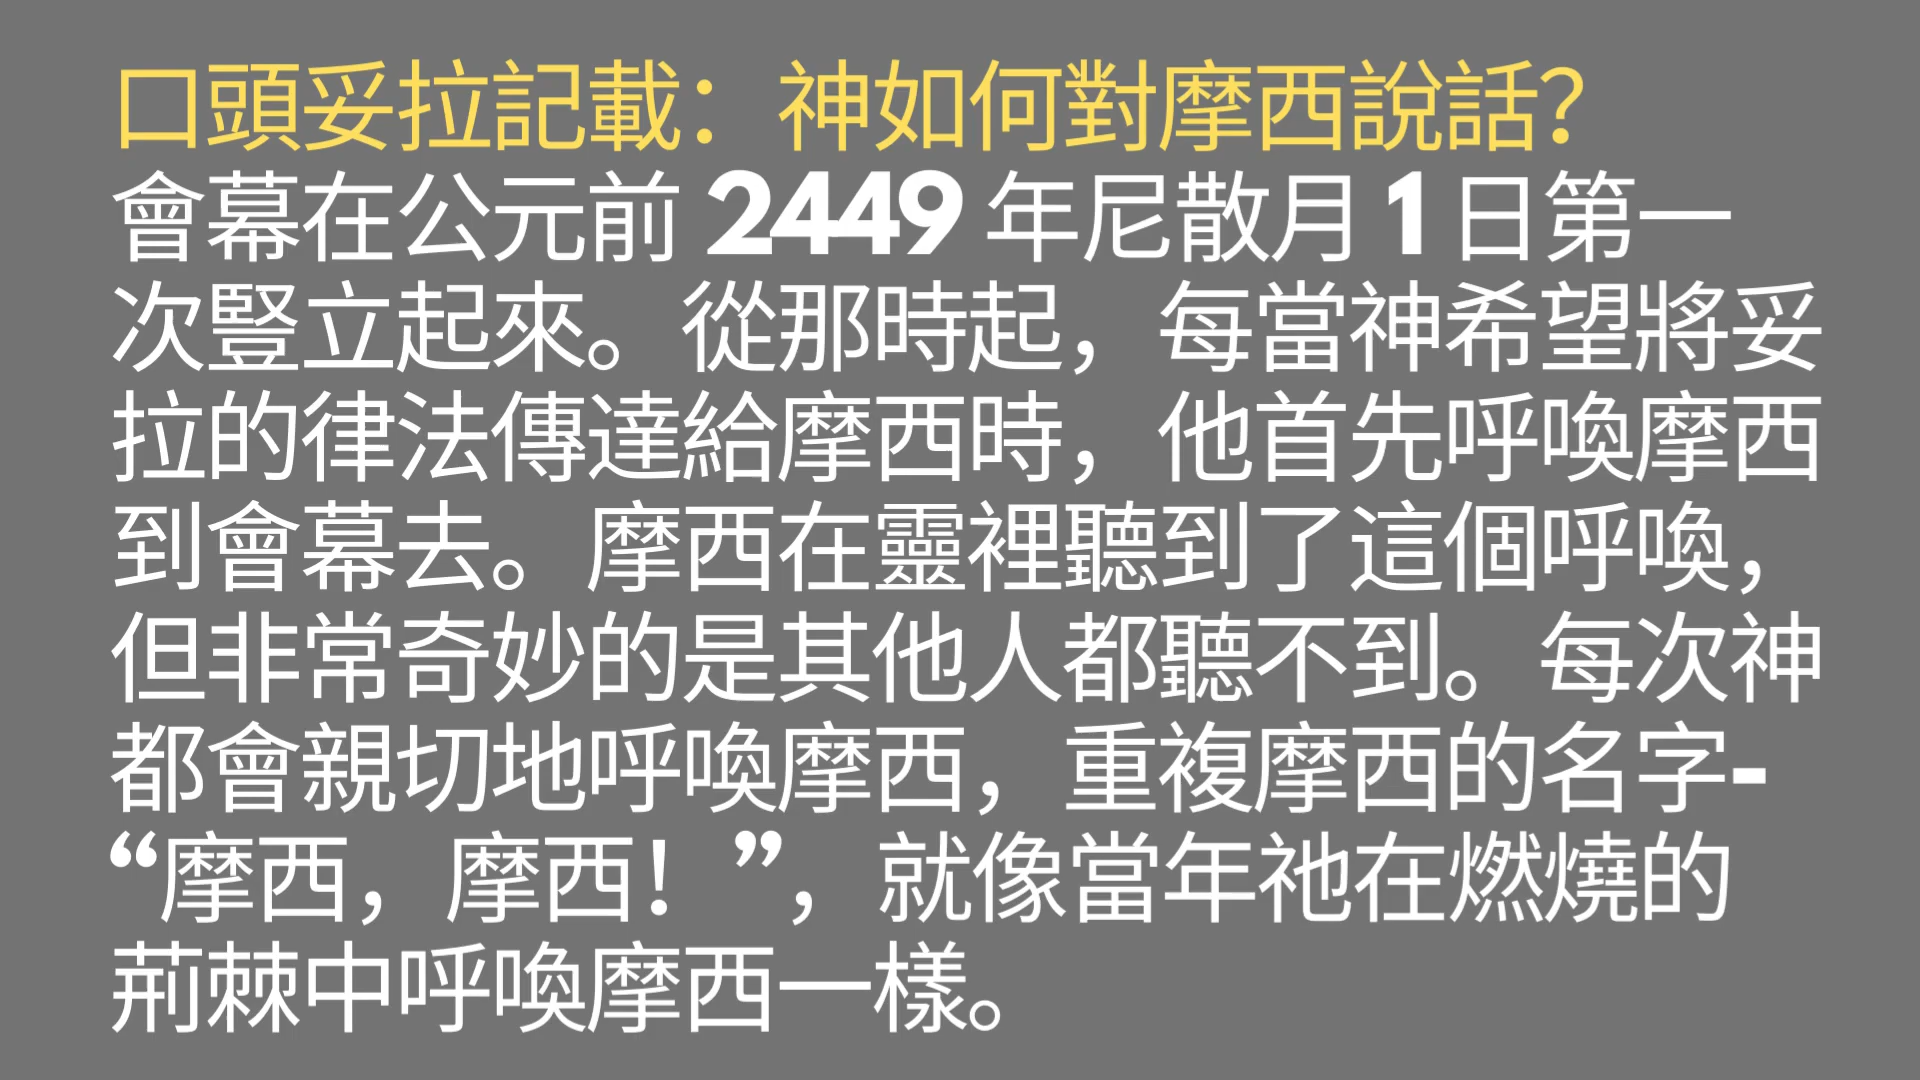 口頭妥拉記載：神如何對摩西說話？
會幕在公元前 2449 年尼散月 1 日第一
次豎立起來。從那時起，每當神希望將妥
拉的律法傳達給摩西時，他首先呼喚摩西
到會幕去。摩西在靈裡聽到了這個呼喚，
但非常奇妙的是其他人都聽不到。每次神
都會親切地呼喚摩西，重複摩西的名字-
“摩西，摩西！”，就像當年祂在燃燒的
荊棘中呼喚摩西一樣。